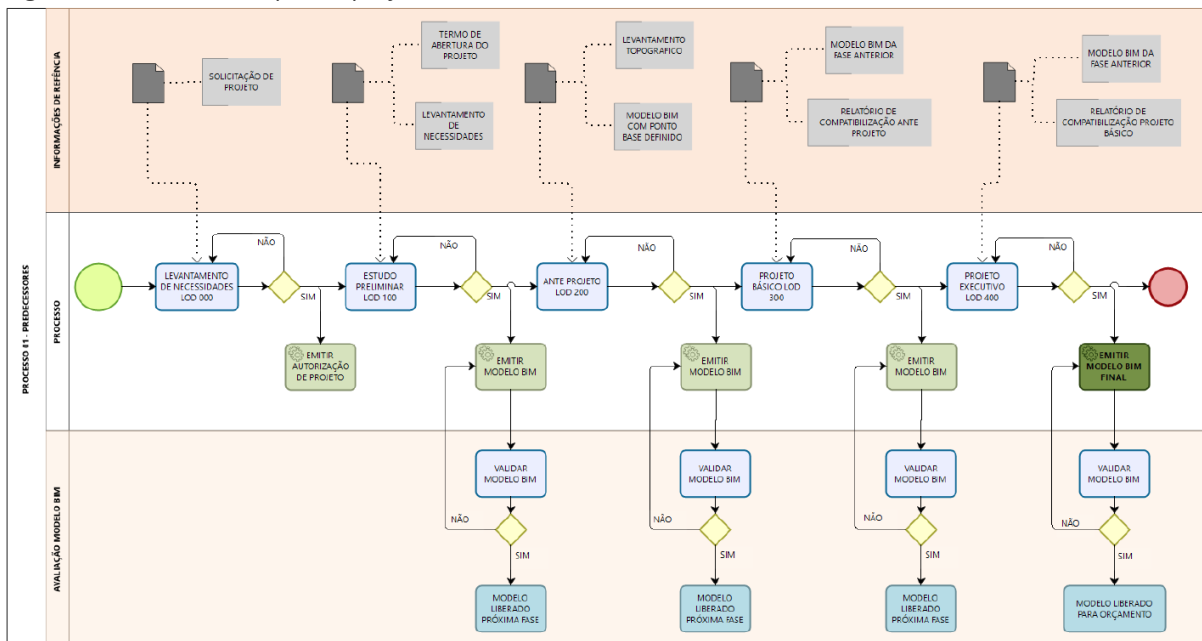 PROCESSO 01 - PREDECESSORES
INFORMAÇÕES DE REFÊNCIA
SOLICITAÇÃO DE
PROJETO
TERMO DE
ABERTURA DO
PROJETO
LEVANTAMENTO
DE
NECESSIDADES
LEVANTAMENTO
TOPOGRAFICO
MODELO BIM
COM PONTO
BASE DEFINIDO
MODELO BIM DA
FASE ANTERIOR
RELATÓRIO DE
COMPATIBILIZAÇÃO ANTE
PROJETO
MODELO BIM DA
FASE ANTERIOR
RELATÓRIO DE
COMPATIBILIZAÇÃO PROJETO
BÁSICO
PROCESSO
LEVANTAMENTO
DE NECESSIDADES
LOD 000
NÃO
SIM
ESTUDO
PRELIMINAR
LOD 100
NÃO
SIM
ANTE PROJETO
LOD 200
NÃO
SIM
PROJETO
BÁSICO LOD
300
NÃO
SIM
PROJETO
EXECUTIVO
LOD 400
NÃO
SIM
EMITIR
AUTORIZAÇÃO
DE PROJETO
EMITIR
MODELO BIM
EMITIR
MODELO BIM
EMITIR
MODELO BIM
EMITIR
MODELO BIM
FINAL
AVALIAÇÃO MODELO BIM
VALIDAR
MODELO BIM
NÃO
SIM
MODELO
LIBERADO
PRÓXIMA FASE
VALIDAR
MODELO BIM
NÃO
SIM
MODELO
LIBERADO
PRÓXIMA FASE
VALIDAR
MODELO BIM
NÃO
SIM
MODELO
LIBERADO
PRÓXIMA FASE
VALIDAR
MODELO BIM
NÃO
SIM
MODELO LIBERADO
PARA ORÇAMENTO